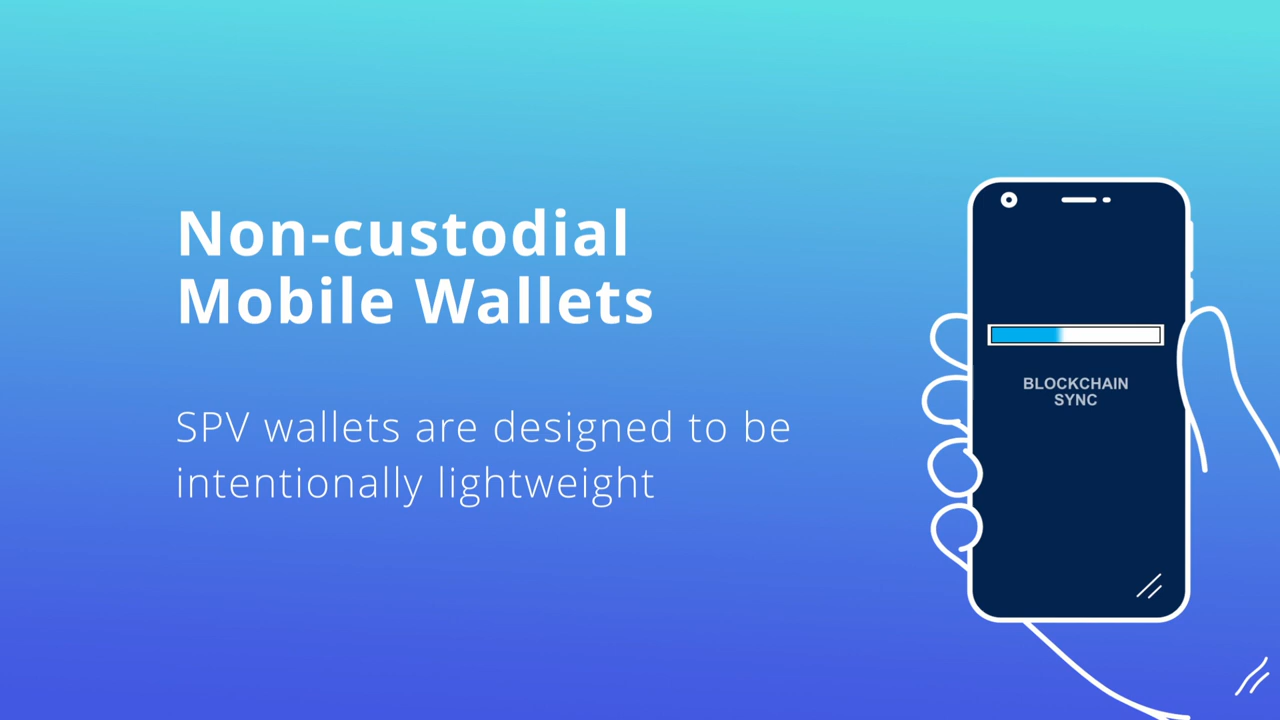 Non-custodial
Mobile Wallets
SPV wallets are designed to be
intentionally lightweight
BLOCKCHAIN
SYNC